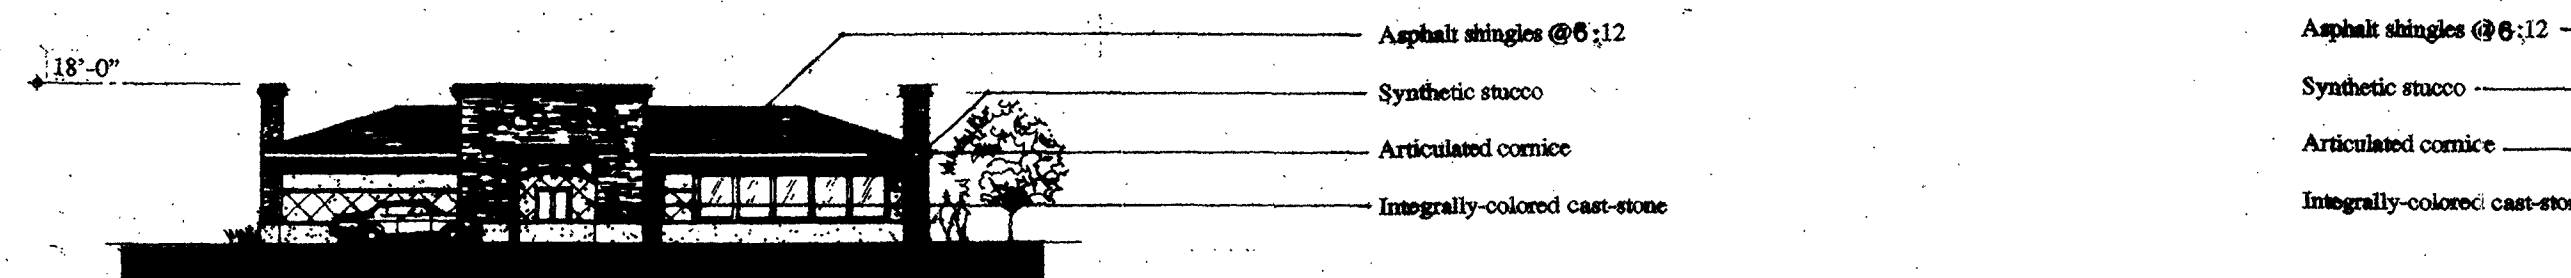 Asphalt shingles @6:12
18'-0"
Synthetic stucco
Articulated cornice
Integrally-colored cast-stone
Asphalt shingles @6:12
Synthetic stucco
Articulated cornice
Integrally-colored cast-sto